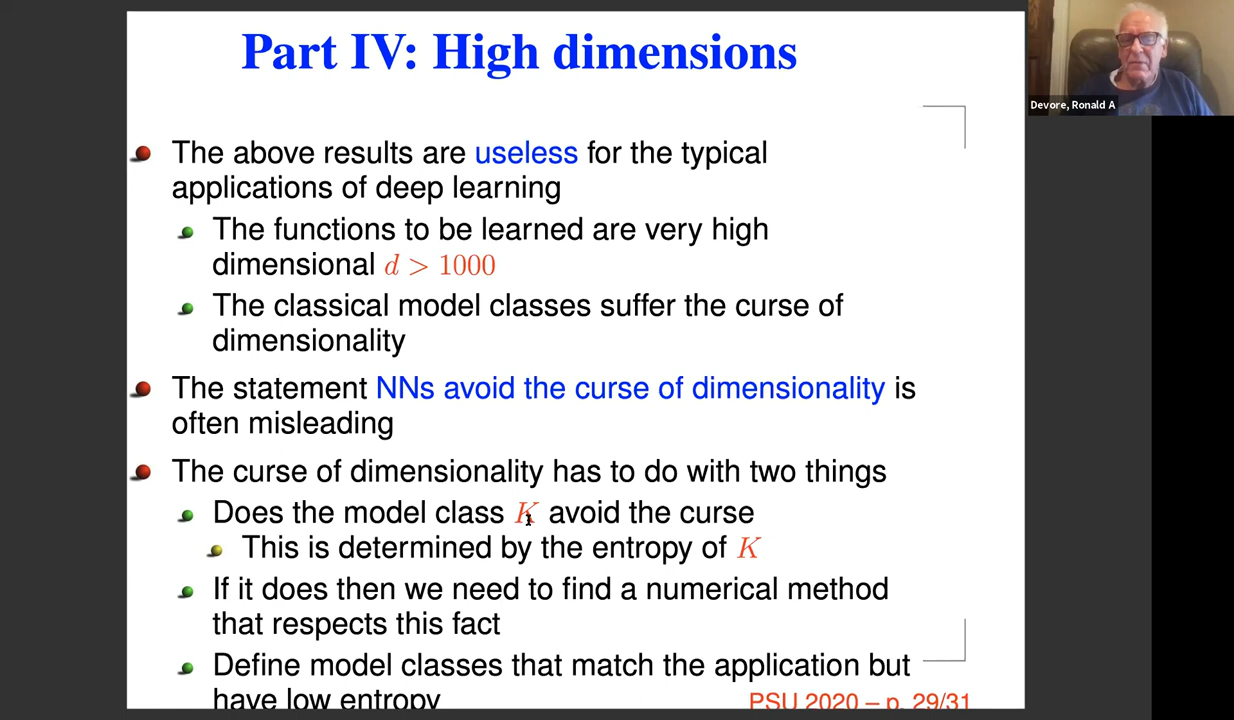 Part IV: High dimensions
Devore, Ronald A
The above results are useless for the typical
applications of deep learning
The functions to be learned are very high
dimensional d > 1000
The classical model classes suffer the curse of
dimensionality
The statement NNs avoid the curse of dimensionality is
often misleading
The curse of dimensionality has to do with two things
Does the model class K avoid the curse
This is determined by the entropy of K
If it does then we need to find a numerical method
that respects this fact
Define model classes that match the application but
have low entropy
PSU 2020 – p. 29/31